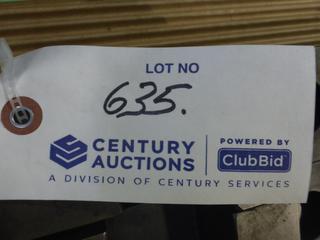 LOT NO
635.
CENTURY AUCTIONS
A DIVISION OF CENTURY SERVICES
POWERED BY
ClubBid